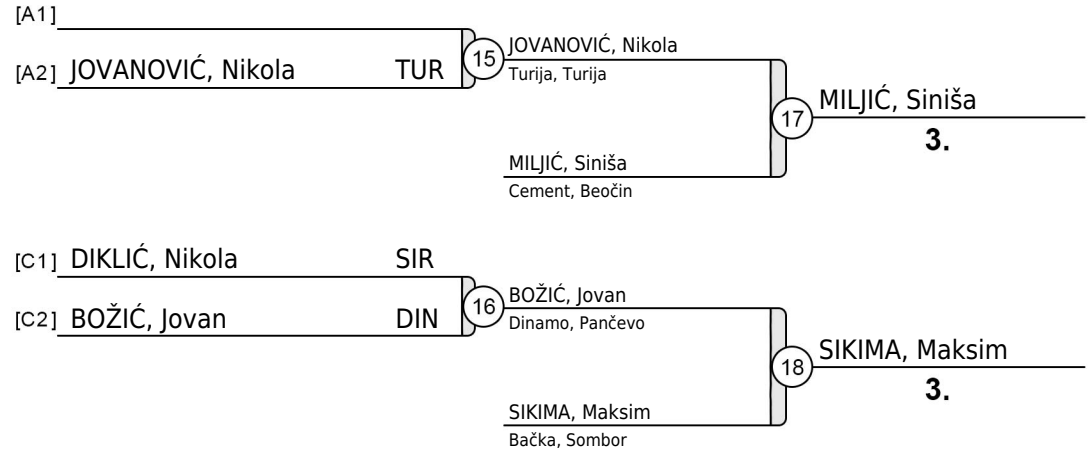 [A1]
[A2] JOVANOVIĆ, Nikola TUR
15
JOVANOVIĆ, Nikola
Turija, Turija
17
MILJIĆ, Siniša
3.
MILJIĆ, Siniša
Cement, Beočin
[C1] DIKLIĆ, Nikola SIR
[C2] BOŽIĆ, Jovan DIN
16
BOŽIĆ, Jovan
Dinamo, Pančevo
18
SIKIMA, Maksim
3.
SIKIMA, Maksim
Bačka, Sombor